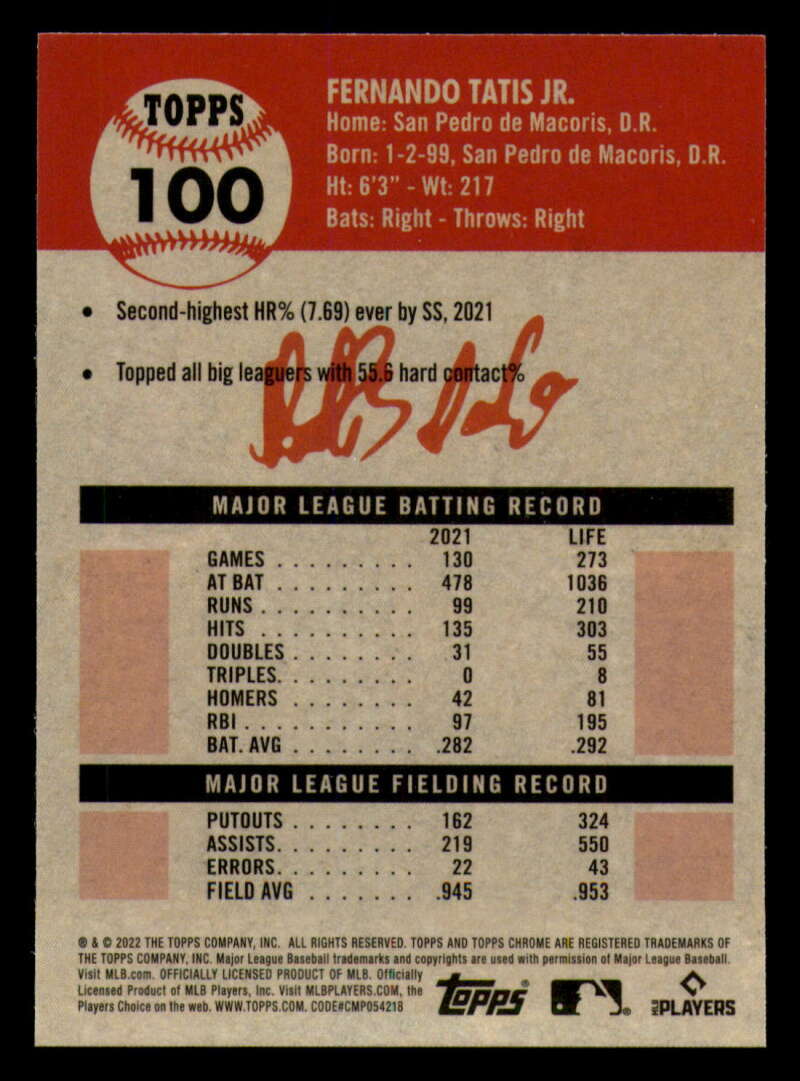 TOPPS
100
FERNANDO TATIS JR.
Home: San Pedro de Macoris, D.R.
Born: 1-2-99, San Pedro de Macoris, D.R.
Ht: 6'3" - Wt: 217
Bats: Right - Throws: Right
• Second-highest HR% (7.69) ever by SS, 2021
• Topped all big leaguers with 55.6 hard contact%
MAJOR LEAGUE BATTING RECORD
2021 LIFE
GAMES . . . . . . . . . 130 273
AT BAT . . . . . . . . . 478 1036
RUNS . . . . . . . . . . 99 210
HITS . . . . . . . . . . 135 303
DOUBLES . . . . . . . . 31 55
TRIPLES. . . . . . . . . 0 8
HOMERS . . . . . . . . 42 81
RBI . . . . . . . . . . . 97 195
BAT. AVG . . . . . . . . .282 .292
MAJOR LEAGUE FIELDING RECORD
PUTOUTS . . . . . . . . 162 324
ASSISTS. . . . . . . . . 219 550
ERRORS. . . . . . . . . 22 43
FIELD AVG . . . . . . . .945 .953
® & © 2022 THE TOPPS COMPANY, INC. ALL RIGHTS RESERVED. TOPPS AND TOPPS CHROME ARE REGISTERED TRADEMARKS OF
THE TOPPS COMPANY, INC. Major League Baseball trademarks and copyrights are used with permission of Major League Baseball.
Visit MLB.com. OFFICIALLY LICENSED PRODUCT OF MLB. Officially
Licensed Product of MLB Players, Inc. Visit MLBPLAYERS.COM, the
Players Choice on the web. WWW.TOPPS.COM. CODE#CMP054218
topps®
MLB PLAYERS